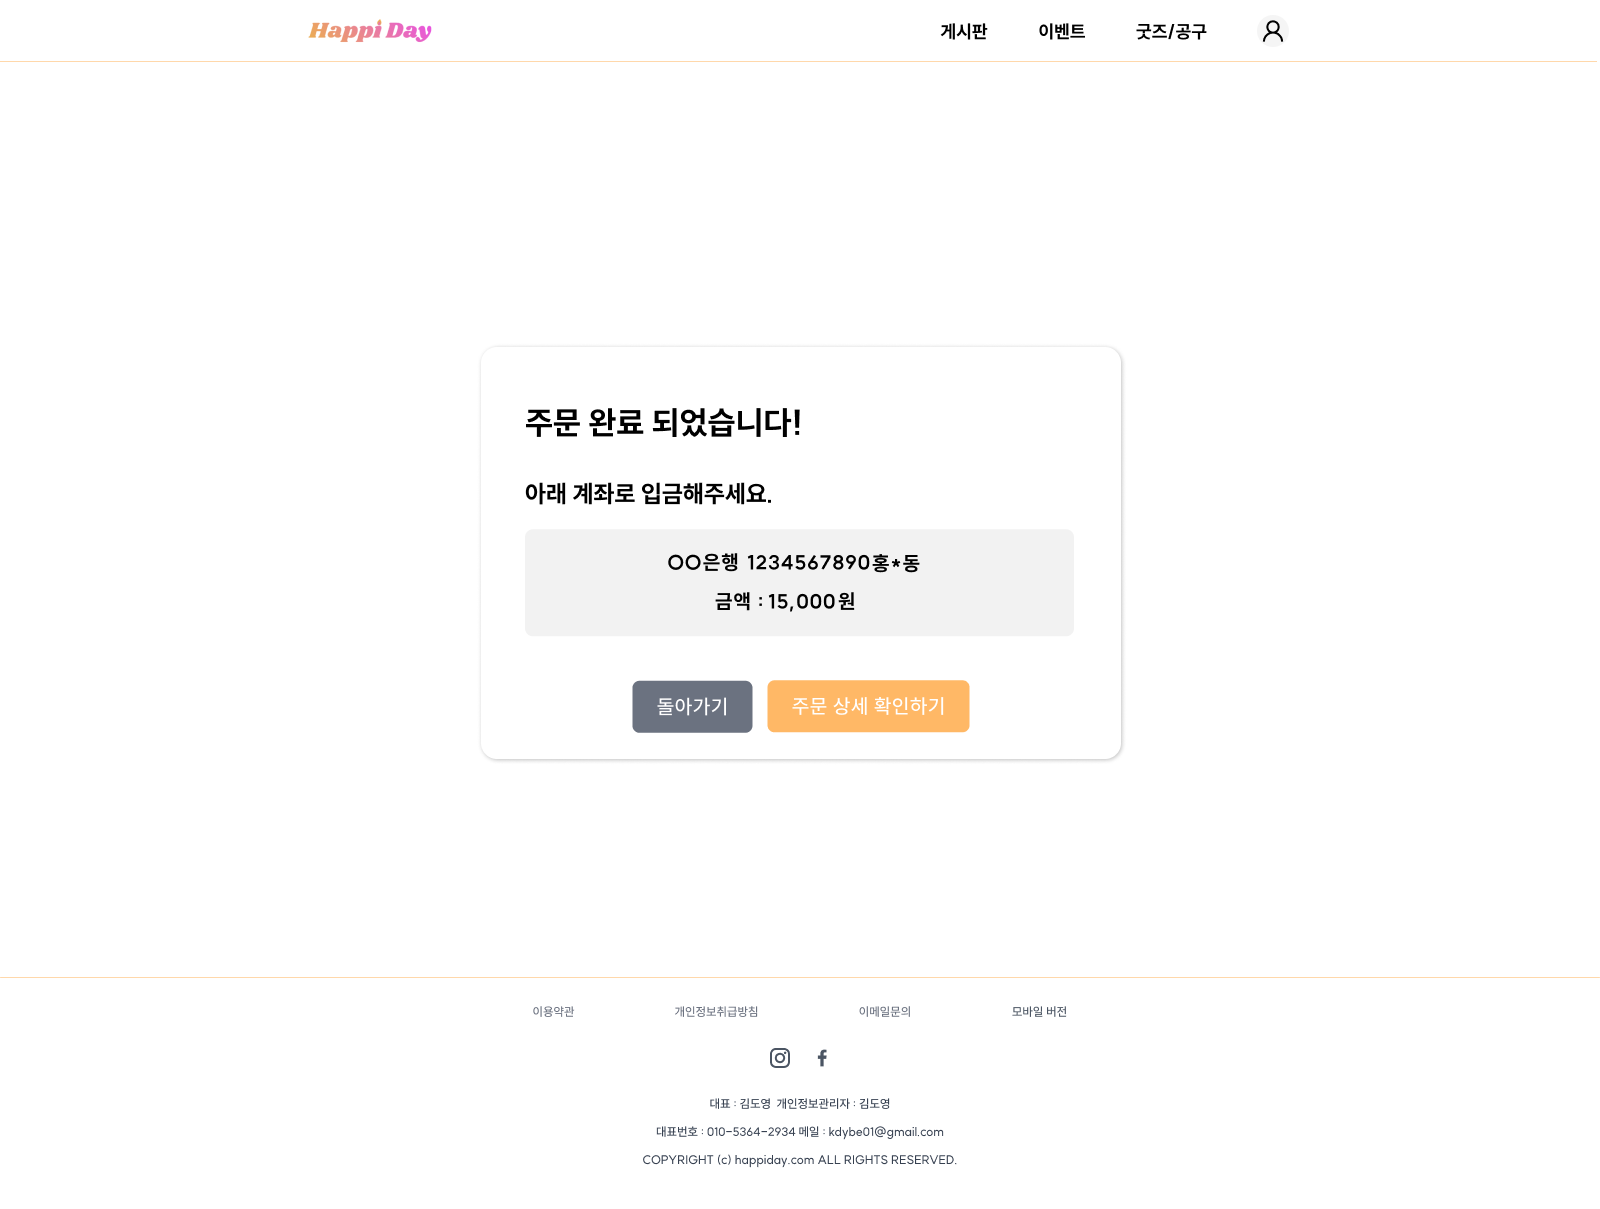 Happi Day
게시판 이벤트 굿즈/공구
주문 완료 되었습니다!
아래 계좌로 입금해주세요.
OO은행 1234567890홍*동
금액 : 15,000원
돌아가기 주문 상세 확인하기
이용약관 개인정보취급방침 이메일문의 모바일 버전
대표 : 김도영 개인정보관리자 : 김도영
대표번호 : 010-5364-2934 메일 : kdybe01@gmail.com
COPYRIGHT (c) happiday.com ALL RIGHTS RESERVED.